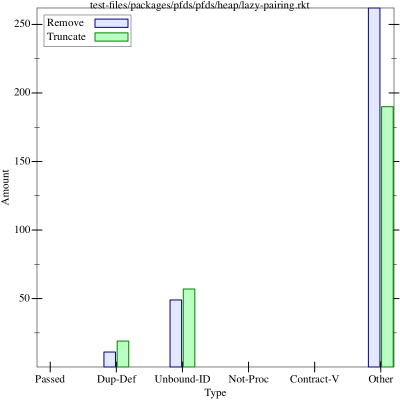 test-files/packages/pfds/pfds/heap/lazy-pairing.rkt
Remove
Truncate
250
200
150
100
50
Amount
Passed Dup-Def Unbound-ID Not-Proc Contract-V Other
Type